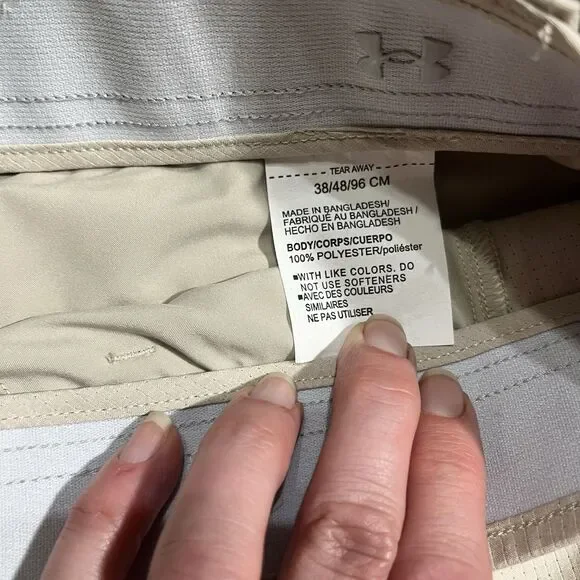 TEAR AWAY
38/48/96 CM
MADE IN BANGLADESH/
FABRIQUÉ AU BANGLADESH /
HECHO EN BANGLADESH
BODY/CORPS/CUERPO
100% POLYESTER/poliéster
■WITH LIKE COLORS. DO
NOT USE SOFTENERS
■AVEC DES COULEURS
SIMILAIRES
NE PAS UTILISER